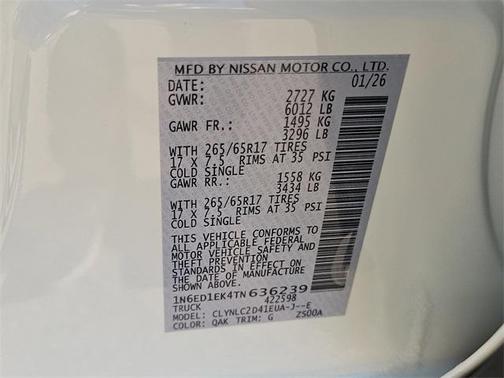 MFD BY NISSAN MOTOR CO., LTD.
DATE: 01/26
GVWR: 2727 KG
6012 LB
GAWR FR.: 1495 KG
3296 LB
WITH 265/65R17 TIRES
17 X 7.5 RIMS AT 35 PSI
COLD SINGLE
GAWR RR.: 1558 KG
3434 LB
WITH 265/65R17 TIRES
17 X 7.5 RIMS AT 35 PSI
COLD SINGLE
THIS VEHICLE CONFORMS TO
ALL APPLICABLE FEDERAL
MOTOR VEHICLE SAFETY AND
THEFT PREVENTION
STANDARDS IN EFFECT ON
THE DATE OF MANUFACTURE
SHOWN ABOVE.
1N6ED1EK4TN636239
TRUCK 422598
MODEL: CLYNLC2D41EUA-J--E
COLOR: QAK TRIM: G Z500A